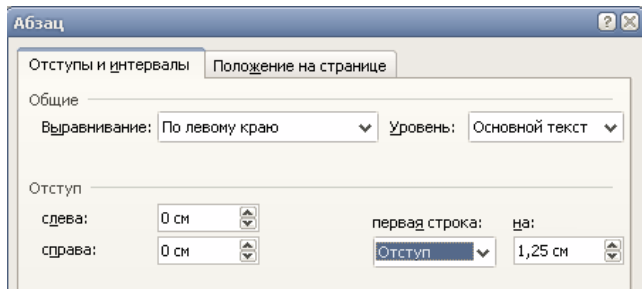 Абзац
Отступы и интервалы Положение на странице
Общие
Выравнивание: По левому краю Уровень: Основной текст
Отступ
слева: 0 см первая строка: на:
справа: 0 см Отступ 1,25 см